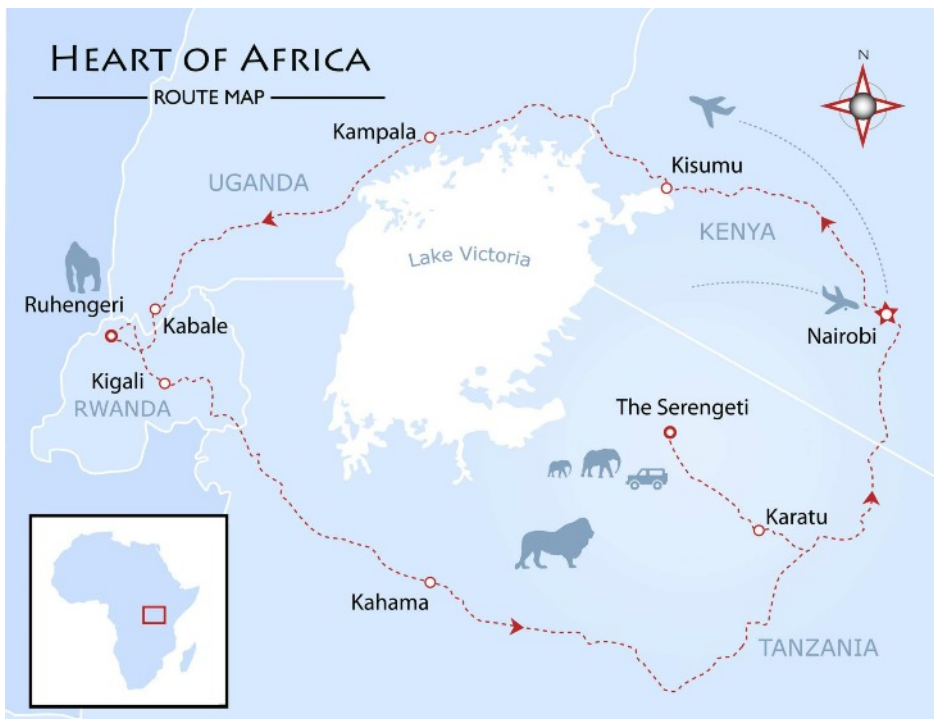 HEART OF AFRICA
ROUTE MAP
N
Kampala
Kisumu
UGANDA
KENYA
Lake Victoria
Ruhengeri
Kabale
Nairobi
Kigali
RWANDA
The Serengeti
Karatu
Kahama
TANZANIA